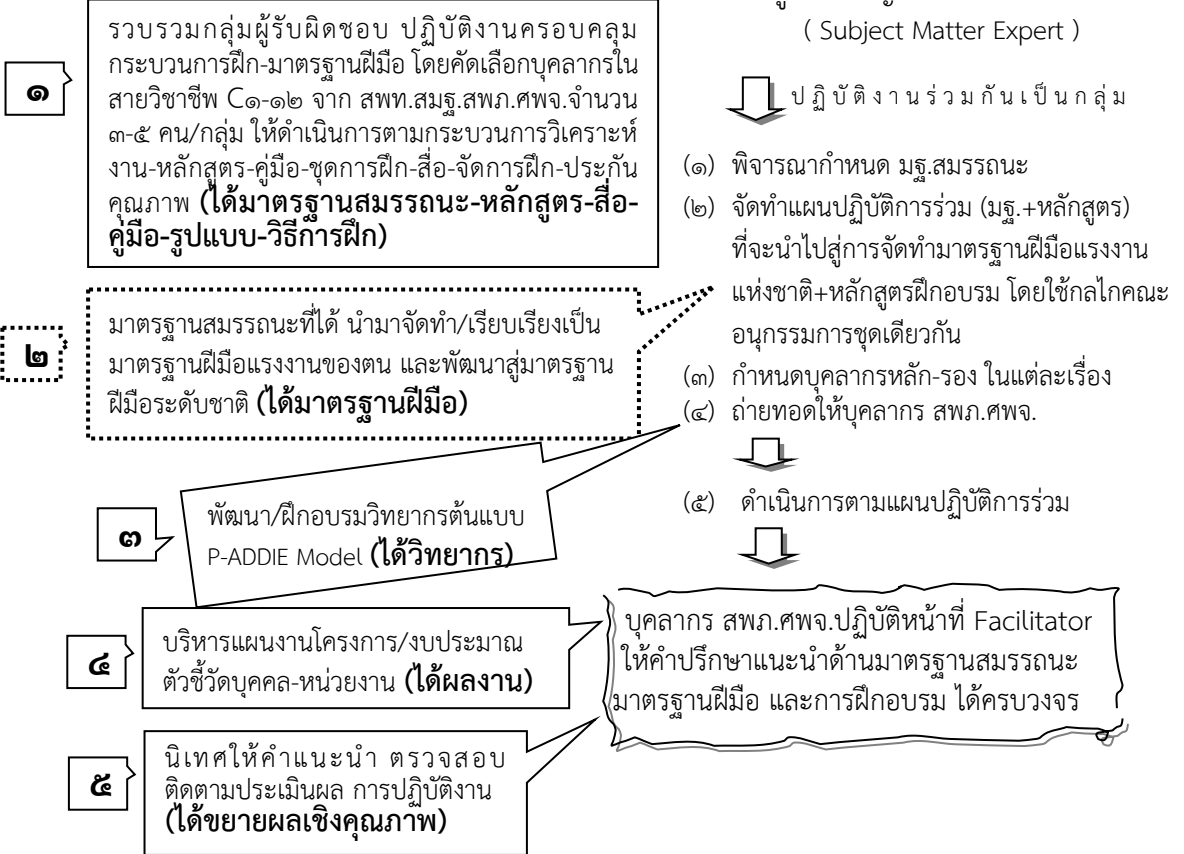 ๑
รวบรวมกลุ่มผู้รับผิดชอบ ปฏิบัติงานครอบคลุม
กระบวนการฝึก-มาตรฐานฝีมือ โดยคัดเลือกบุคลากรใน
สายวิชาชีพ C๑-๑๒ จาก สพท.สมฐ.สพภ.ศพจ.จำนวน
๓-๕ คน/กลุ่ม ให้ดำเนินการตามกระบวนการวิเคราะห์
งาน-หลักสูตร-คู่มือ-ชุดการฝึก-สื่อ-จัดการฝึก-ประกัน
คุณภาพ (ได้มาตรฐานสมรรถนะ-หลักสูตร-สื่อ-
คู่มือ-รูปแบบ-วิธีการฝึก)
๒
มาตรฐานสมรรถนะที่ได้ นำมาจัดทำ/เรียบเรียงเป็น
มาตรฐานฝีมือแรงงานของตน และพัฒนาสู่มาตรฐาน
ฝีมือระดับชาติ (ได้มาตรฐานฝีมือ)
๓
พัฒนา/ฝึกอบรมวิทยากรต้นแบบ
P-ADDIE Model (ได้วิทยากร)
๔
บริหารแผนงานโครงการ/งบประมาณ
ตัวชี้วัดบุคคล-หน่วยงาน (ได้ผลงาน)
๕
นิเทศให้คำแนะนำ ตรวจสอบ
ติดตามประเมินผล การปฏิบัติงาน
(ได้ขยายผลเชิงคุณภาพ)
( Subject Matter Expert )
ปฏิบัติงานร่วมกันเป็นกลุ่ม
(๑) พิจารณากำหนด มฐ.สมรรถนะ
(๒) จัดทำแผนปฏิบัติการร่วม (มฐ.+หลักสูตร)
ที่จะนำไปสู่การจัดทำมาตรฐานฝีมือแรงงาน
แห่งชาติ+หลักสูตรฝึกอบรม โดยใช้กลไกคณะ
อนุกรรมการชุดเดียวกัน
(๓) กำหนดบุคลากรหลัก-รอง ในแต่ละเรื่อง
(๔) ถ่ายทอดให้บุคลากร สพภ.ศพจ.
(๕) ดำเนินการตามแผนปฏิบัติการร่วม
บุคลากร สพภ.ศพจ.ปฏิบัติหน้าที่ Facilitator
ให้คำปรึกษาแนะนำด้านมาตรฐานสมรรถนะ
มาตรฐานฝีมือ และการฝึกอบรม ได้ครบวงจร